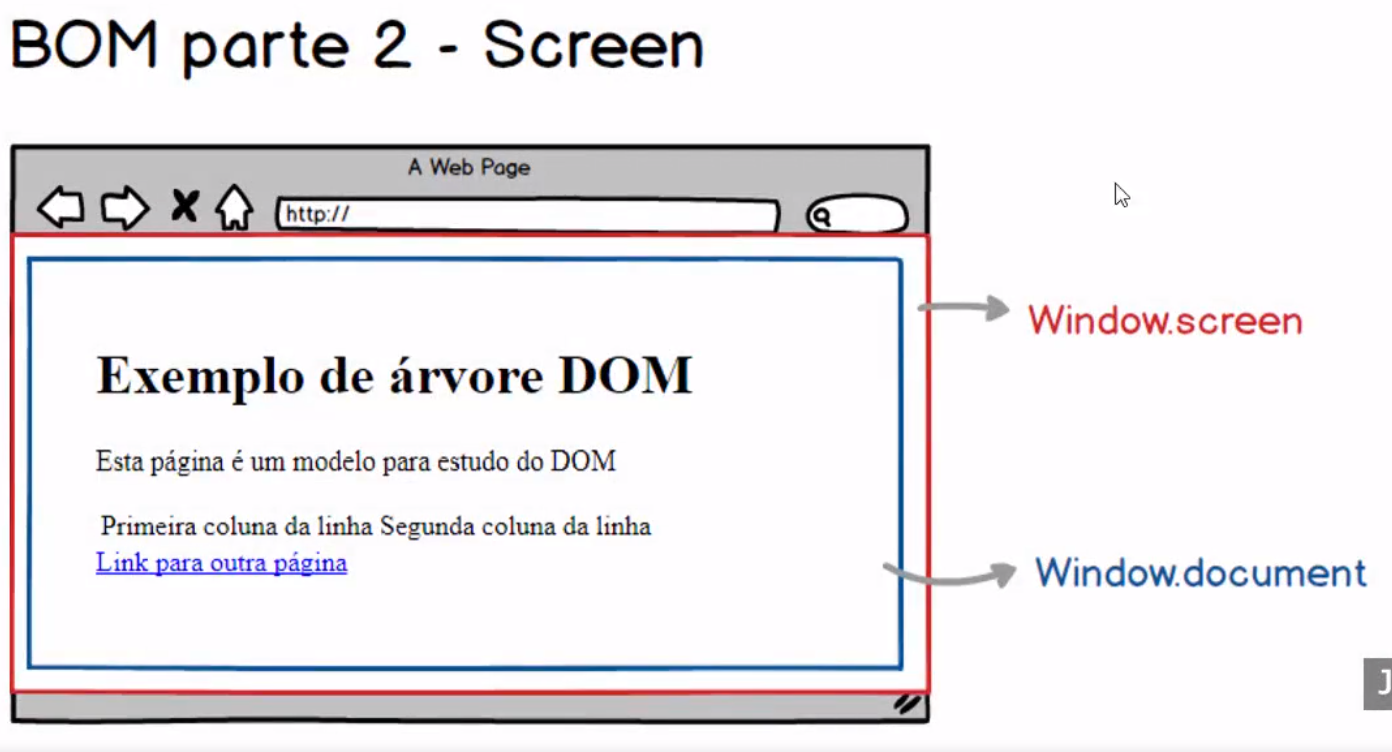 BOM parte 2 - Screen
A Web Page
http://
Window.screen
Exemplo de árvore DOM
Esta página é um modelo para estudo do DOM
Primeira coluna da linha Segunda coluna da linha
Link para outra página
Window.document
J